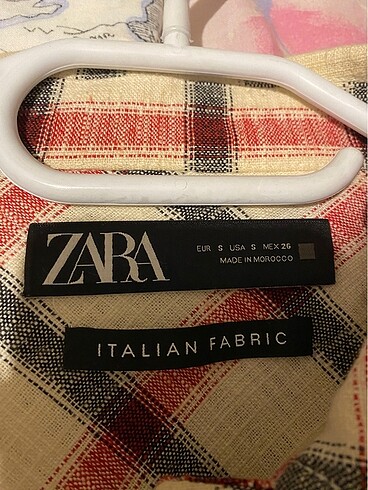 ZARA
EUR S USA S MEX 26
MADE IN MOROCCO
ITALIAN FABRIC